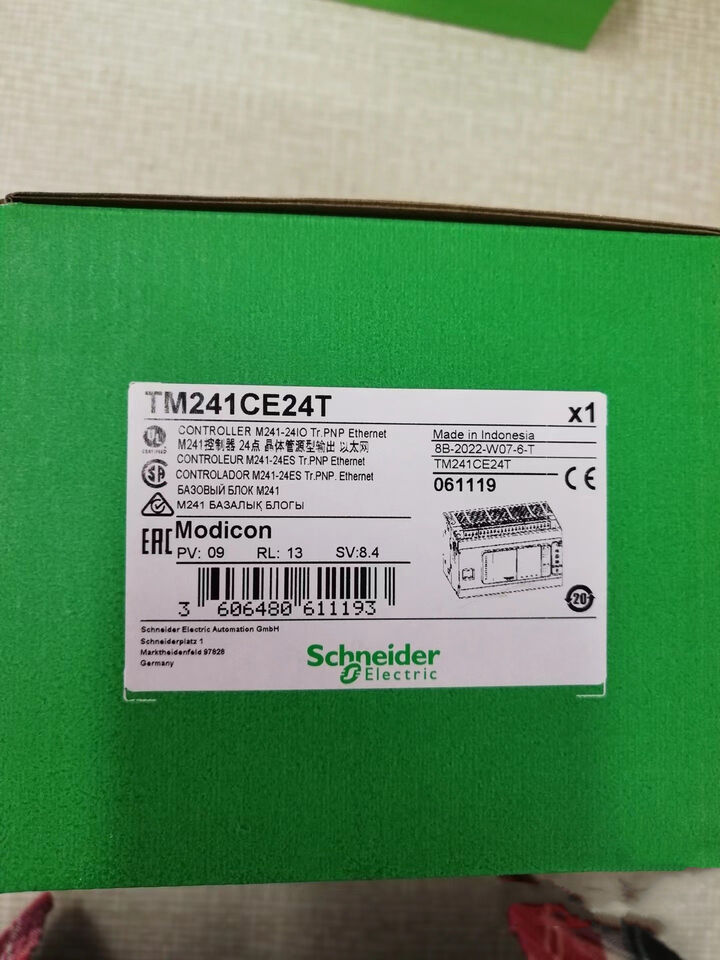 TM241CE24T
x1
CONTROLLER M241-24IO Tr.PNP Ethernet
M241控制器 24点 晶体管源型输出 以太网
CONTROLEUR M241-24ES Tr.PNP Ethernet
CONTROLADOR M241-24ES Tr.PNP. Ethernet
БАЗОВЫЙ БЛОК M241
M241 БАЗАЛЫҚ БЛОГЫ
UL
CERTIFIED
SA
Made in Indonesia
8B-2022-W07-6-T
TM241CE24T
061119
CE
EAC
Modicon
PV: 09 RL: 13 SV:8.4
3 606480 611193
20
Schneider Electric Automation GmbH
Schneiderplatz 1
Marktheidenfeld 97828
Germany
Schneider
Electric